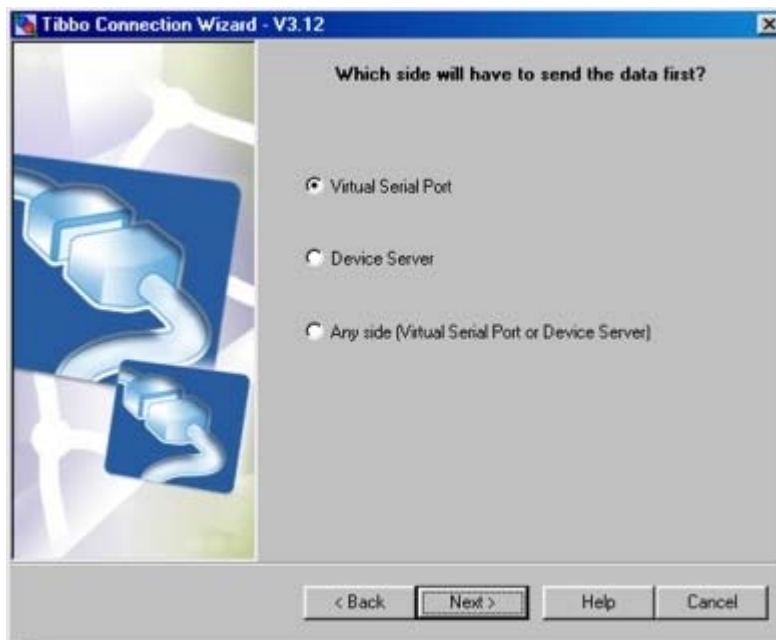 Tibbo Connection Wizard - V3.12
Which side will have to send the data first?
Virtual Serial Port
Device Server
Any side (Virtual Serial Port or Device Server)
< Back
Next >
Help
Cancel